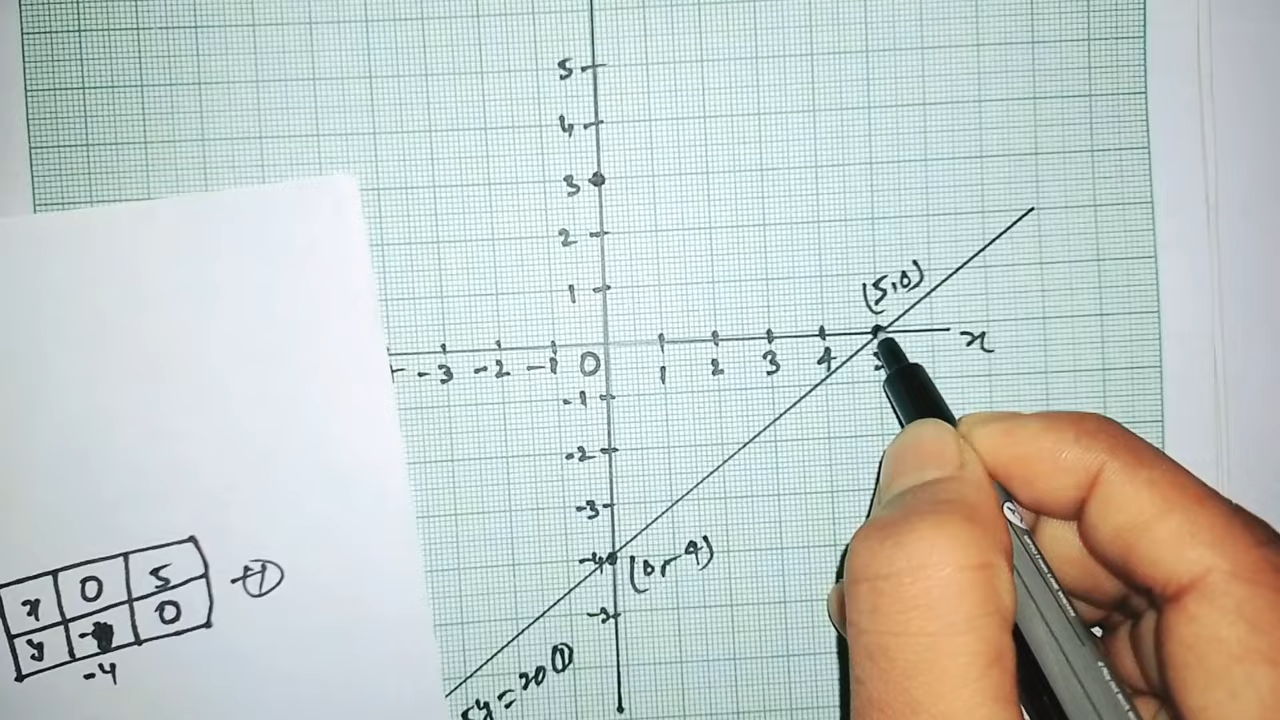 5
4
3
2
1
(5,0)
x
-3 -2 -1 0 1 2 3 4
-1
-2
-3
-4 (0,-4)
x 0 5 1
y 0
-4
5y=20 1